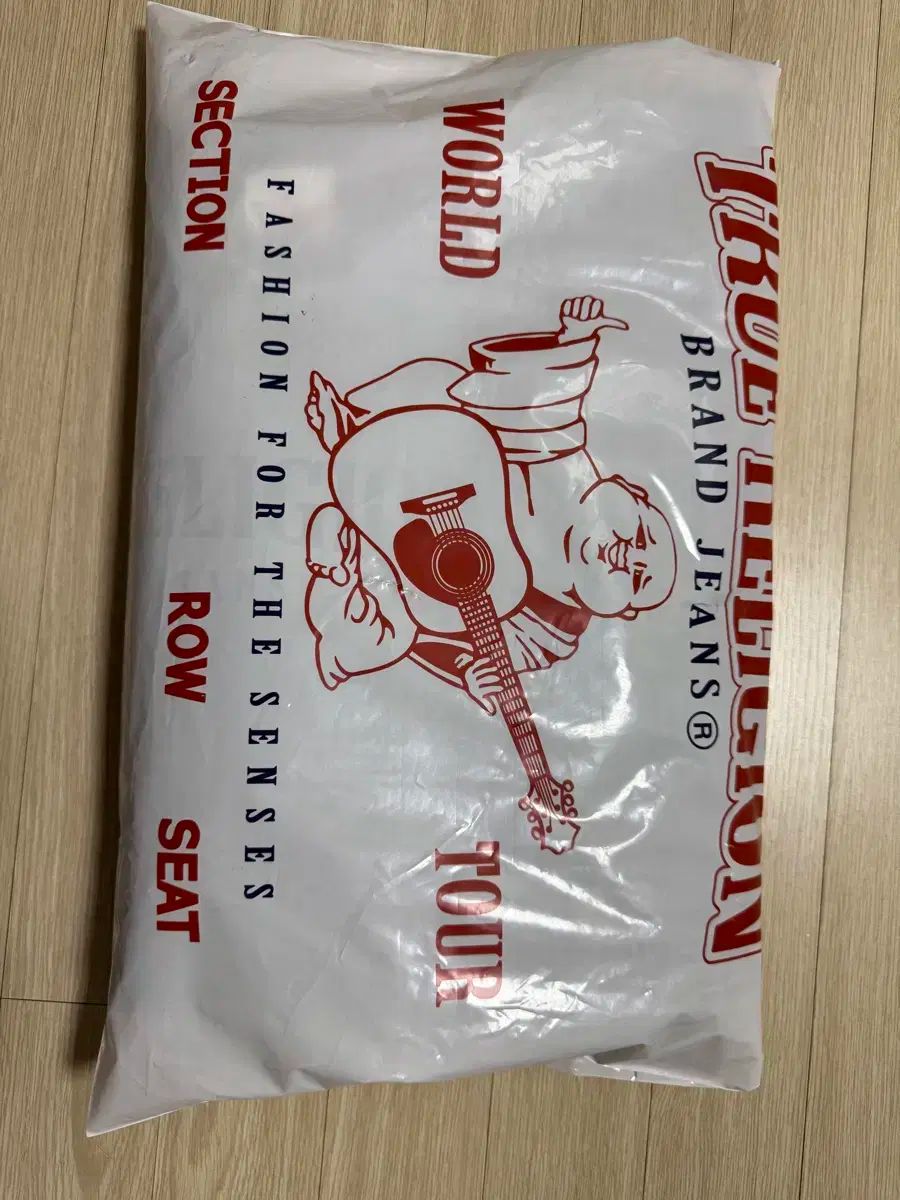 TRUE RELIGION
BRAND JEANS®
WORLD TOUR
FASHION FOR THE SENSES
SECTION ROW SEAT